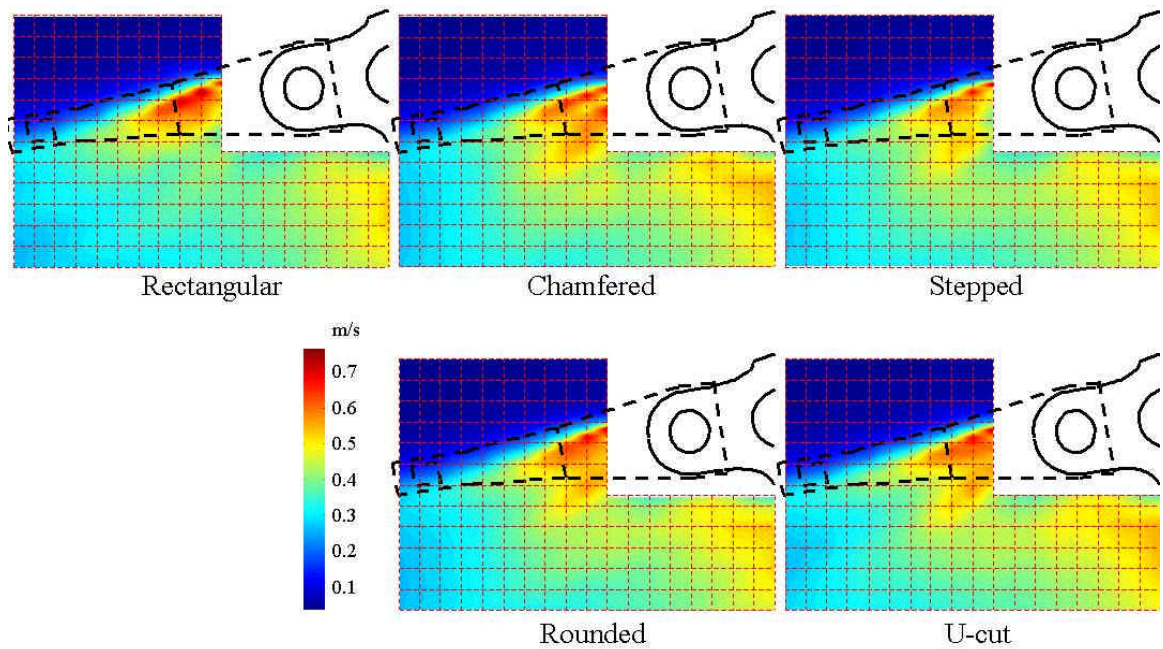 Rectangular
Chamfered
Stepped
m/s
0.7
0.6
0.5
0.4
0.3
0.2
0.1
Rounded
U-cut